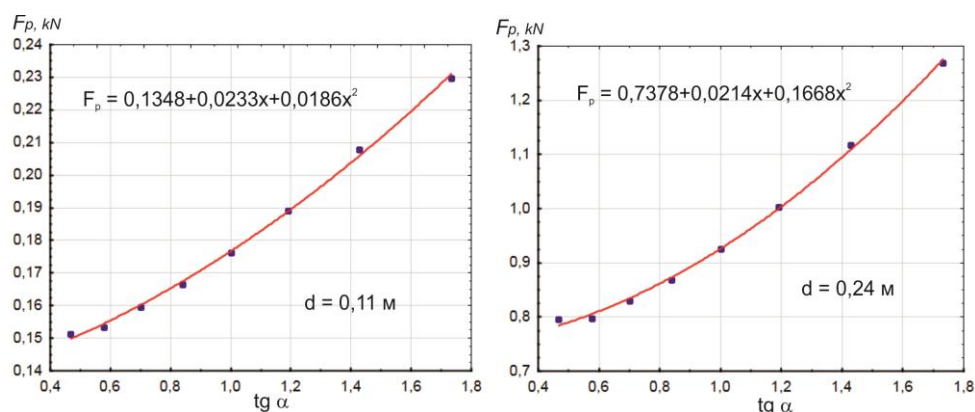 Fp, kN
0,24
0,23
0,22
0,21
0,20
0,19
0,18
0,17
0,16
0,15
0,14
Fp = 0,1348+0,0233x+0,0186x²
d = 0,11 м
0,4 0,6 0,8 1,0 1,2 1,4 1,6 1,8
tg α
Fp, kN
1,3
1,2
1,1
1,0
0,9
0,8
0,7
Fp = 0,7378+0,0214x+0,1668x²
d = 0,24 м
0,4 0,6 0,8 1,0 1,2 1,4 1,6 1,8
tg α